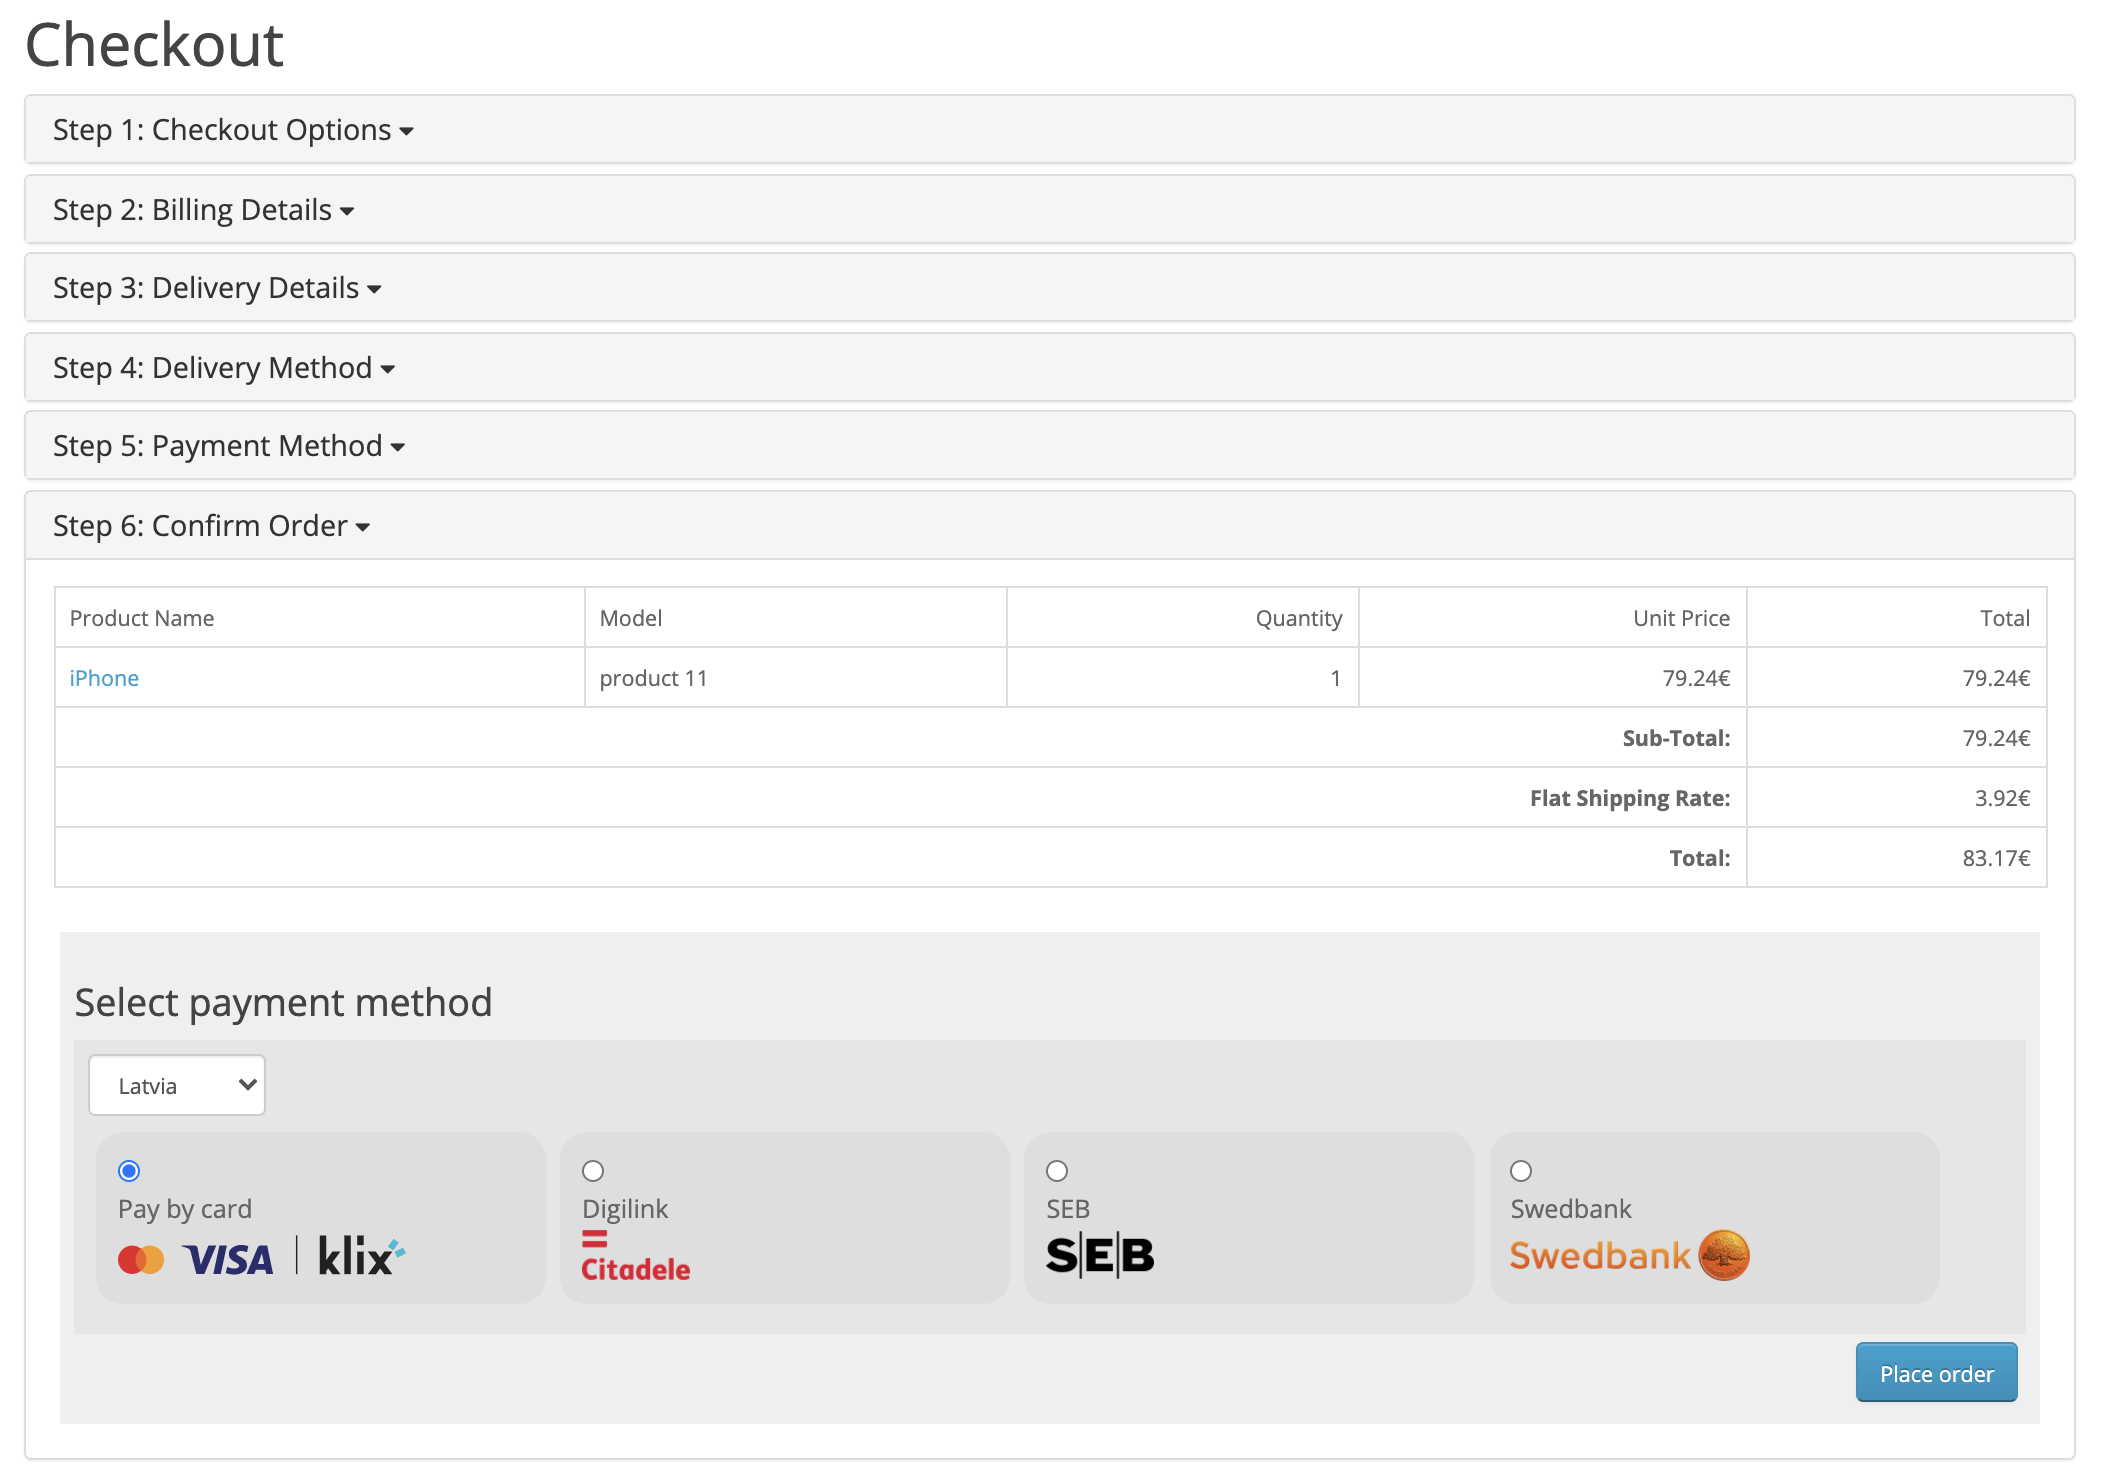 Checkout
Step 1: Checkout Options
Step 2: Billing Details
Step 3: Delivery Details
Step 4: Delivery Method
Step 5: Payment Method
Step 6: Confirm Order
Product Name Model Quantity Unit Price Total
iPhone product 11 1 79.24€ 79.24€
Sub-Total: 79.24€
Flat Shipping Rate: 3.92€
Total: 83.17€
Select payment method
Latvia
Pay by card Digilink SEB Swedbank
VISA klix Citadele SEB Swedbank
Place order